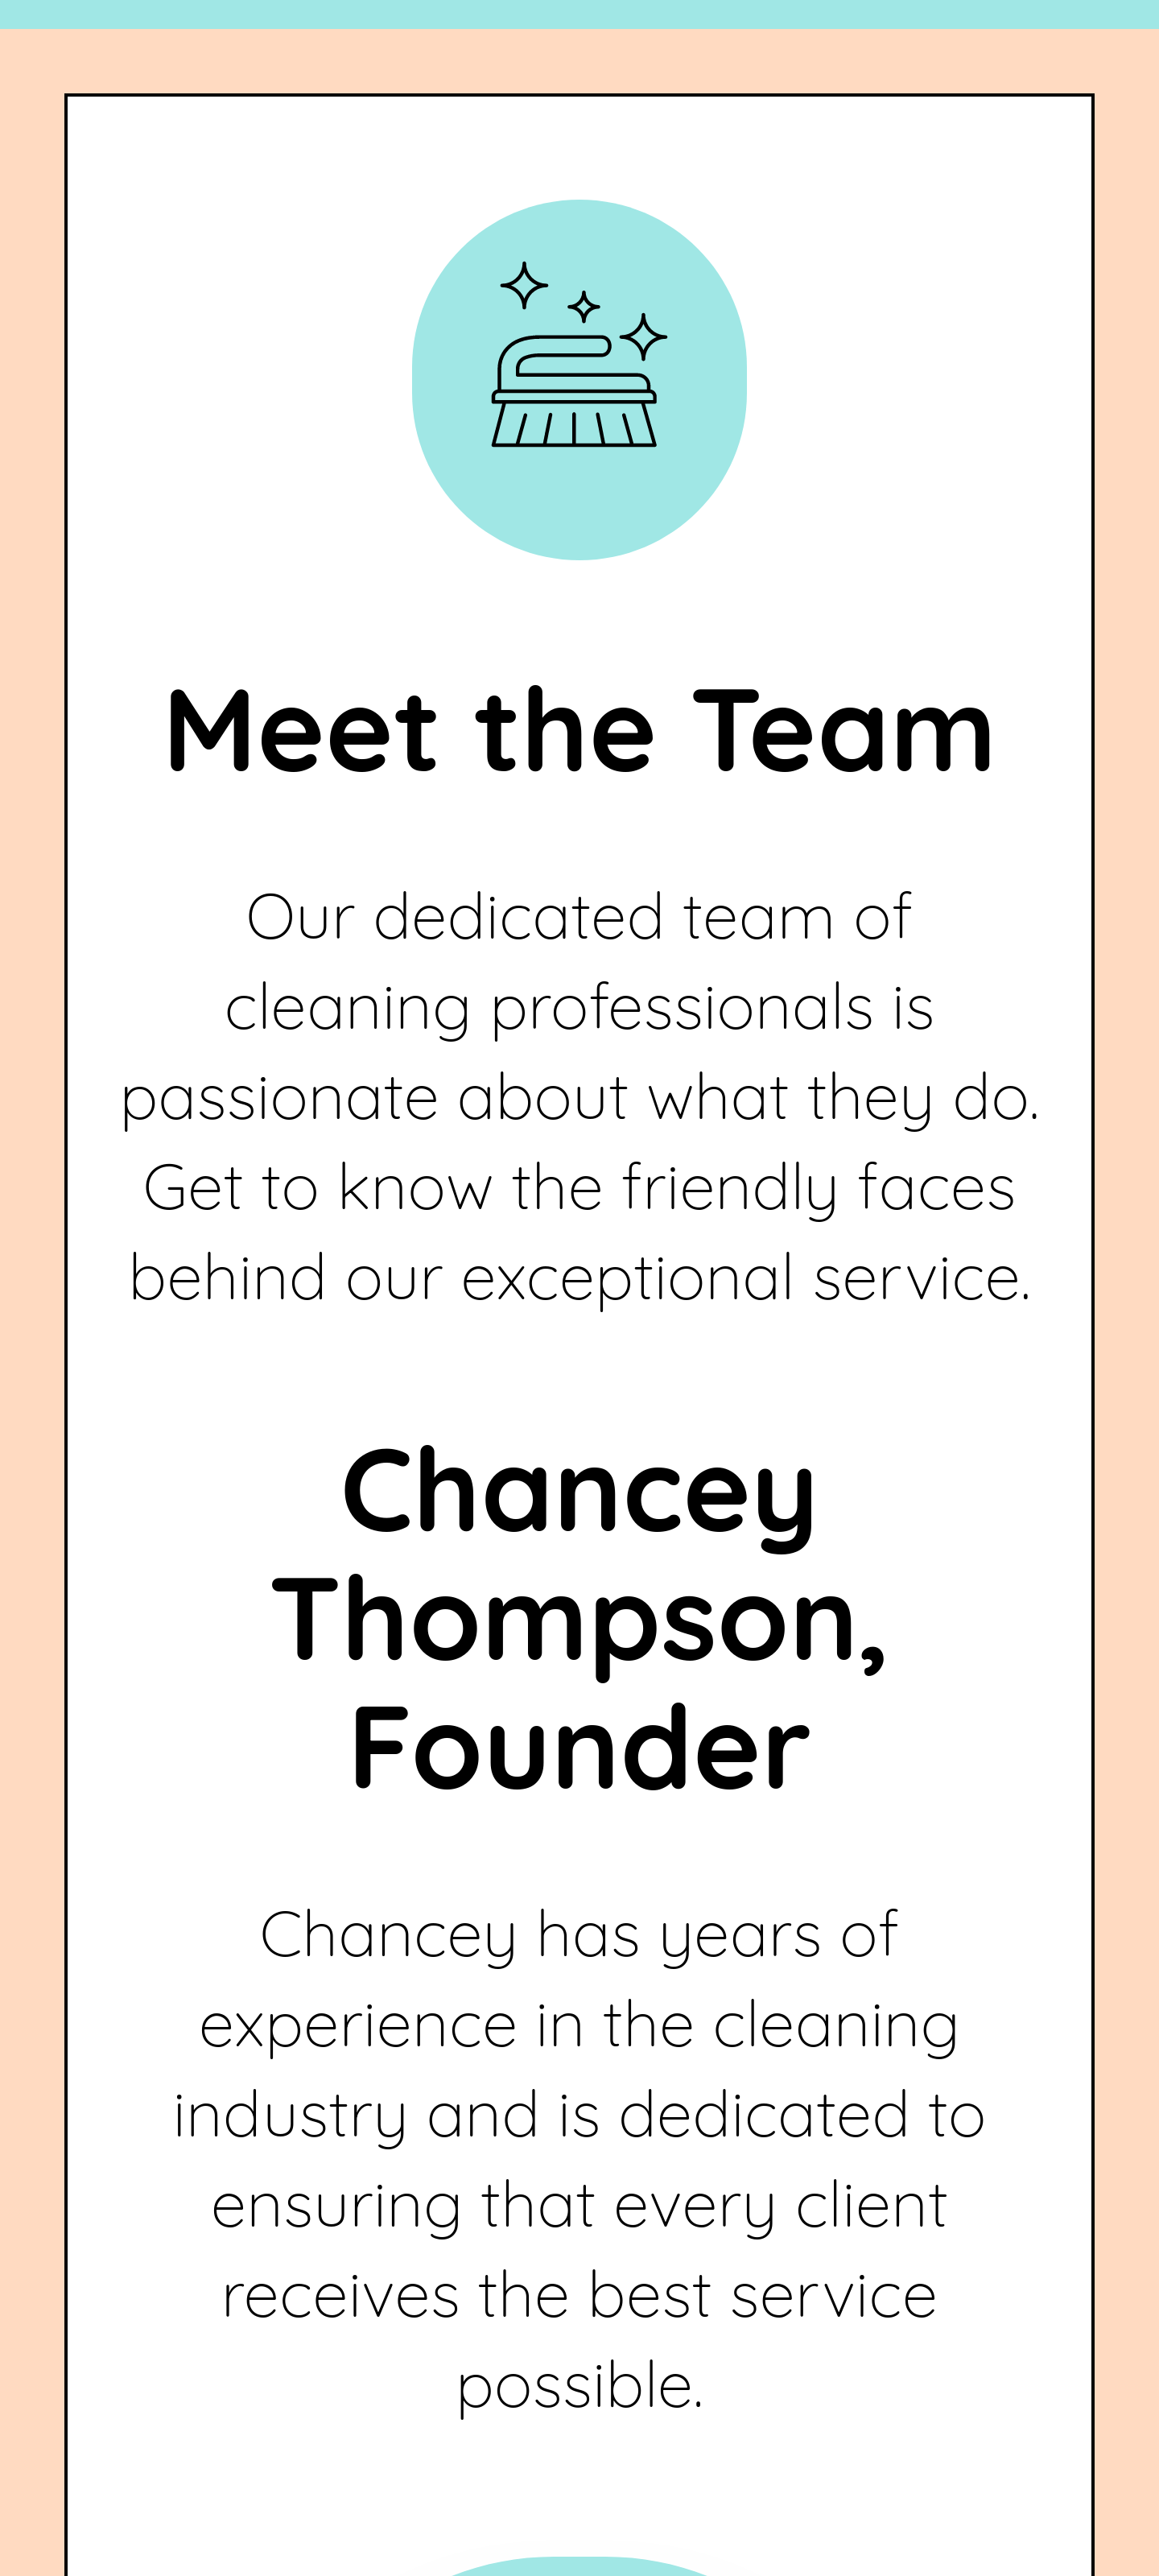 Meet the Team
Our dedicated team of
cleaning professionals is
passionate about what they do.
Get to know the friendly faces
behind our exceptional service.
Chancey
Thompson,
Founder
Chancey has years of
experience in the cleaning
industry and is dedicated to
ensuring that every client
receives the best service
possible.